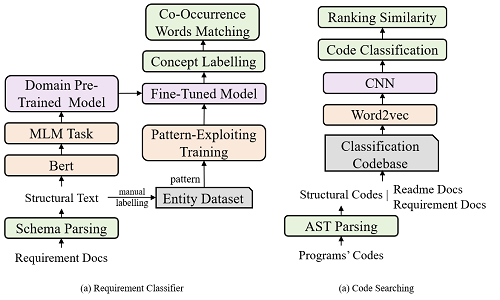 Co-Occurrence
Words Matching
Concept Labelling
Domain Pre-
Trained Model
Fine-Tuned Model
MLM Task
Pattern-Exploiting
Training
Bert
pattern
Structural Text
manual
labelling
Entity Dataset
Schema Parsing
Requirement Docs
(a) Requirement Classifier
Ranking Similarity
Code Classification
CNN
Word2vec
Classification
Codebase
Structural Codes |
Readme Docs
Requirement Docs
AST Parsing
Programs' Codes
(a) Code Searching